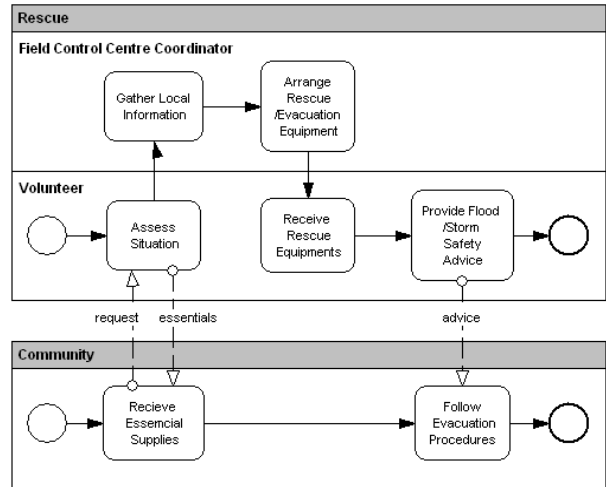 Rescue
Field Control Centre Coordinator
Gather Local
Information
Arrange
Rescue
/Evacuation
Equipment
Volunteer
Assess
Situation
Receive
Rescue
Equipments
Provide Flood
/Storm
Safety
Advice
request
essentials
advice
Community
Recieve
Essemcial
Supplies
Follow
Evacuation
Procedures